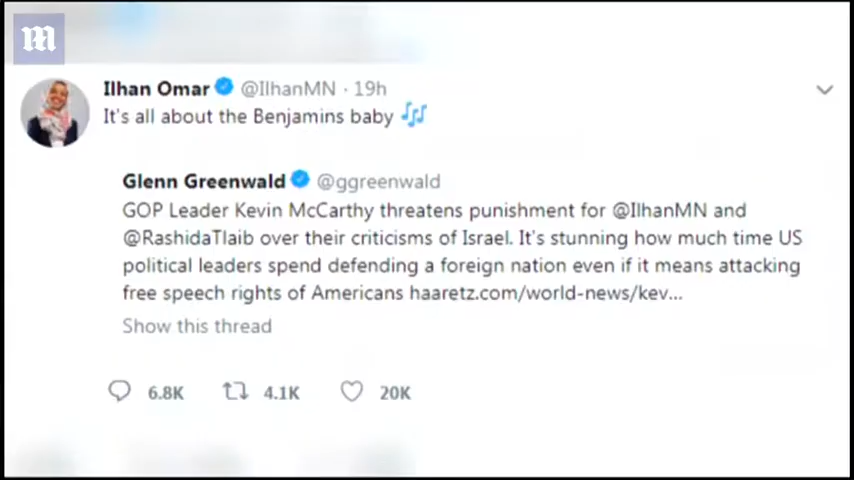 m
Ilhan Omar @IlhanMN · 19h
It's all about the Benjamins baby 🎶
Glenn Greenwald @ggreenwald
GOP Leader Kevin McCarthy threatens punishment for @IlhanMN and
@RashidaTlaib over their criticisms of Israel. It's stunning how much time US
political leaders spend defending a foreign nation even if it means attacking
free speech rights of Americans haaretz.com/world-news/kev...
Show this thread
6.8K 4.1K 20K